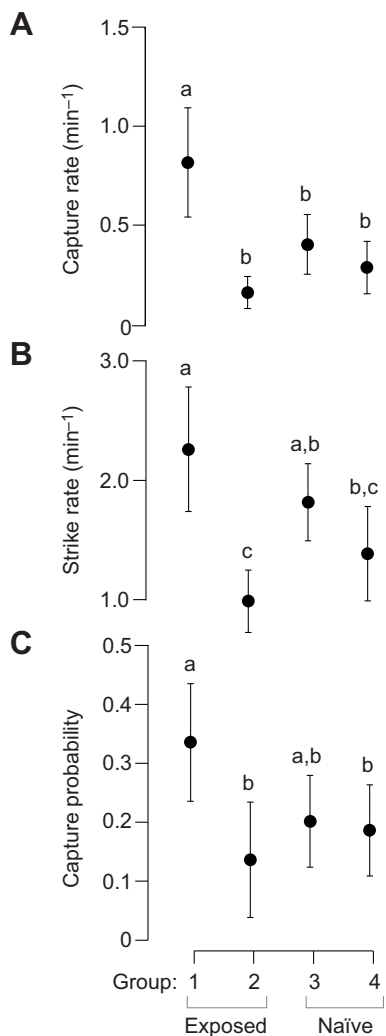 A
Capture rate (min–1)
1.5
1.0
0.5
0
a
b
b
b
B
Strike rate (min–1)
3.0
2.0
1.0
a
c
a,b
b,c
C
Capture probability
0.5
0.4
0.3
0.2
0.1
0
a
b
a,b
b
Group: 1 2 3 4
Exposed Naïve